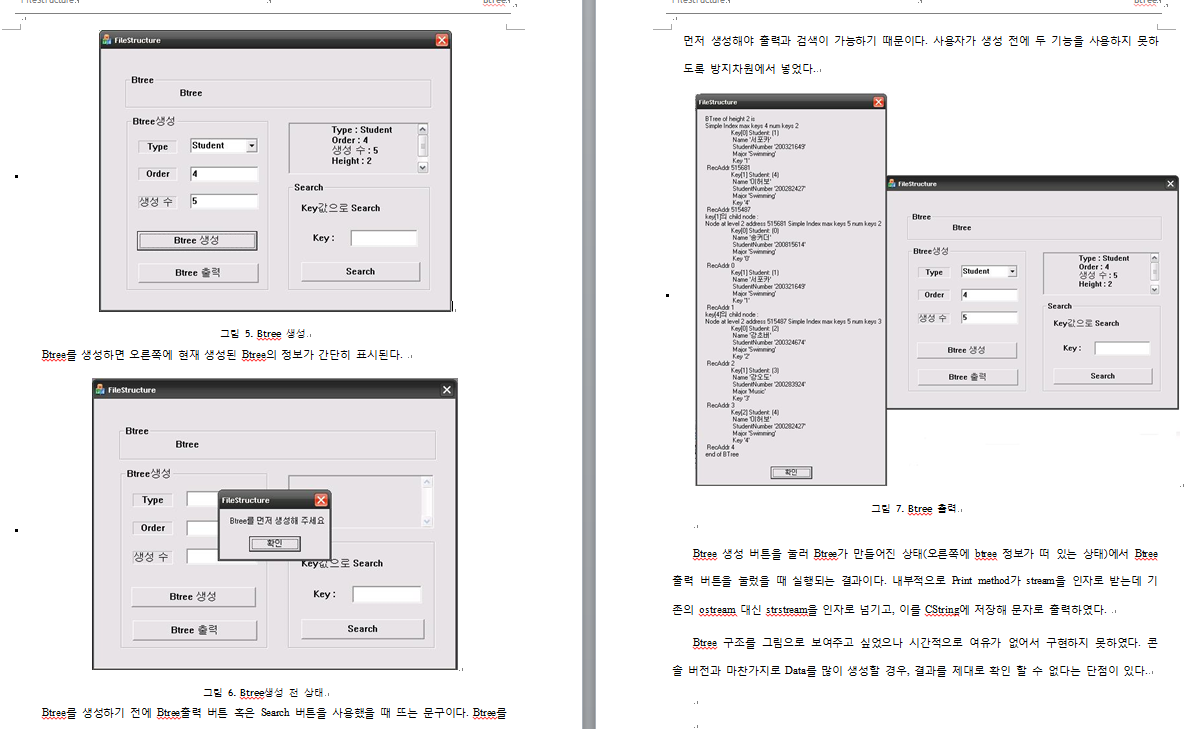 FileStructure
Btree
FileStructure
Btree
Btree
Btree생성
Type
Student
Order
4
생성 수
5
Btree 생성
Btree 출력
Type : Student
Order : 4
생성 수 : 5
Height : 2
Search
Key값으로 Search
Key :
Search
그림 5. Btree 생성
Btree를 생성하면 오른쪽에 현재 생성된 Btree의 정보가 간단히 표시된다.
FileStructure
Btree
Btree
Btree생성
Type
Order
생성 수
Btree 생성
Btree 출력
FileStructure
Btree를 먼저 생성해 주세요
확인
Key값으로 Search
Key :
Search
그림 6. Btree생성 전 상태
Btree를 생성하기 전에 Btree출력 버튼 혹은 Search 버튼을 사용했을 때 뜨는 문구이다. Btree를
FileStructure
Btree
먼저 생성해야 출력과 검색이 가능하기 때문이다. 사용자가 생성 전에 두 기능을 사용하지 못하
도록 방지차원에서 넣었다.
FileStructure
BTree of height 2 is
Simple Index max keys 4 num keys 2
Key[0] Student: (1)
Name '서포카'
StudentNumber '200321649'
Major 'Swimming'
Key '1'
RecAddr 515681
Key[1] Student: (4)
Name '이허보'
StudentNumber '200282427'
Major 'Swimming'
Key '4'
RecAddr 515487
key[1]의 child node :
Node at level 2 address 515681 Simple Index max keys 5 num keys 2
Key[0] Student: (0)
Name '송커더'
StudentNumber '200815614'
Major 'Swimming'
Key '0'
RecAddr 0
Key[1] Student: (1)
Name '서포카'
StudentNumber '200321649'
Major 'Swimming'
Key '1'
RecAddr 1
key[4]의 child node :
Node at level 2 address 515487 Simple Index max keys 5 num keys 3
Key[0] Student: (2)
Name '강초버'
StudentNumber '200324674'
Major 'Swimming'
Key '2'
RecAddr 2
Key[1] Student: (3)
Name '강오도'
StudentNumber '200283924'
Major 'Music'
Key '3'
RecAddr 3
Key[2] Student: (4)
Name '이허보'
StudentNumber '200282427'
Major 'Swimming'
Key '4'
RecAddr 4
end of BTree
확인
FileStructure
Btree
Btree
Btree생성
Type
Student
Order
4
생성 수
5
Btree 생성
Btree 출력
Type : Student
Order : 4
생성 수 : 5
Height : 2
Search
Key값으로 Search
Key :
Search
그림 7. Btree 출력
Btree 생성 버튼을 눌러 Btree가 만들어진 상태(오른쪽에 btree 정보가 떠 있는 상태)에서 Btree
출력 버튼을 눌렀을 때 실행되는 결과이다. 내부적으로 Print method가 stream을 인자로 받는데 기
존의 ostream 대신 strstream을 인자로 넘기고, 이를 CString에 저장해 문자로 출력하였다.
Btree 구조를 그림으로 보여주고 싶었으나 시간적으로 여유가 없어서 구현하지 못하였다. 콘
솔 버전과 마찬가지로 Data를 많이 생성할 경우, 결과를 제대로 확인 할 수 없다는 단점이 있다.